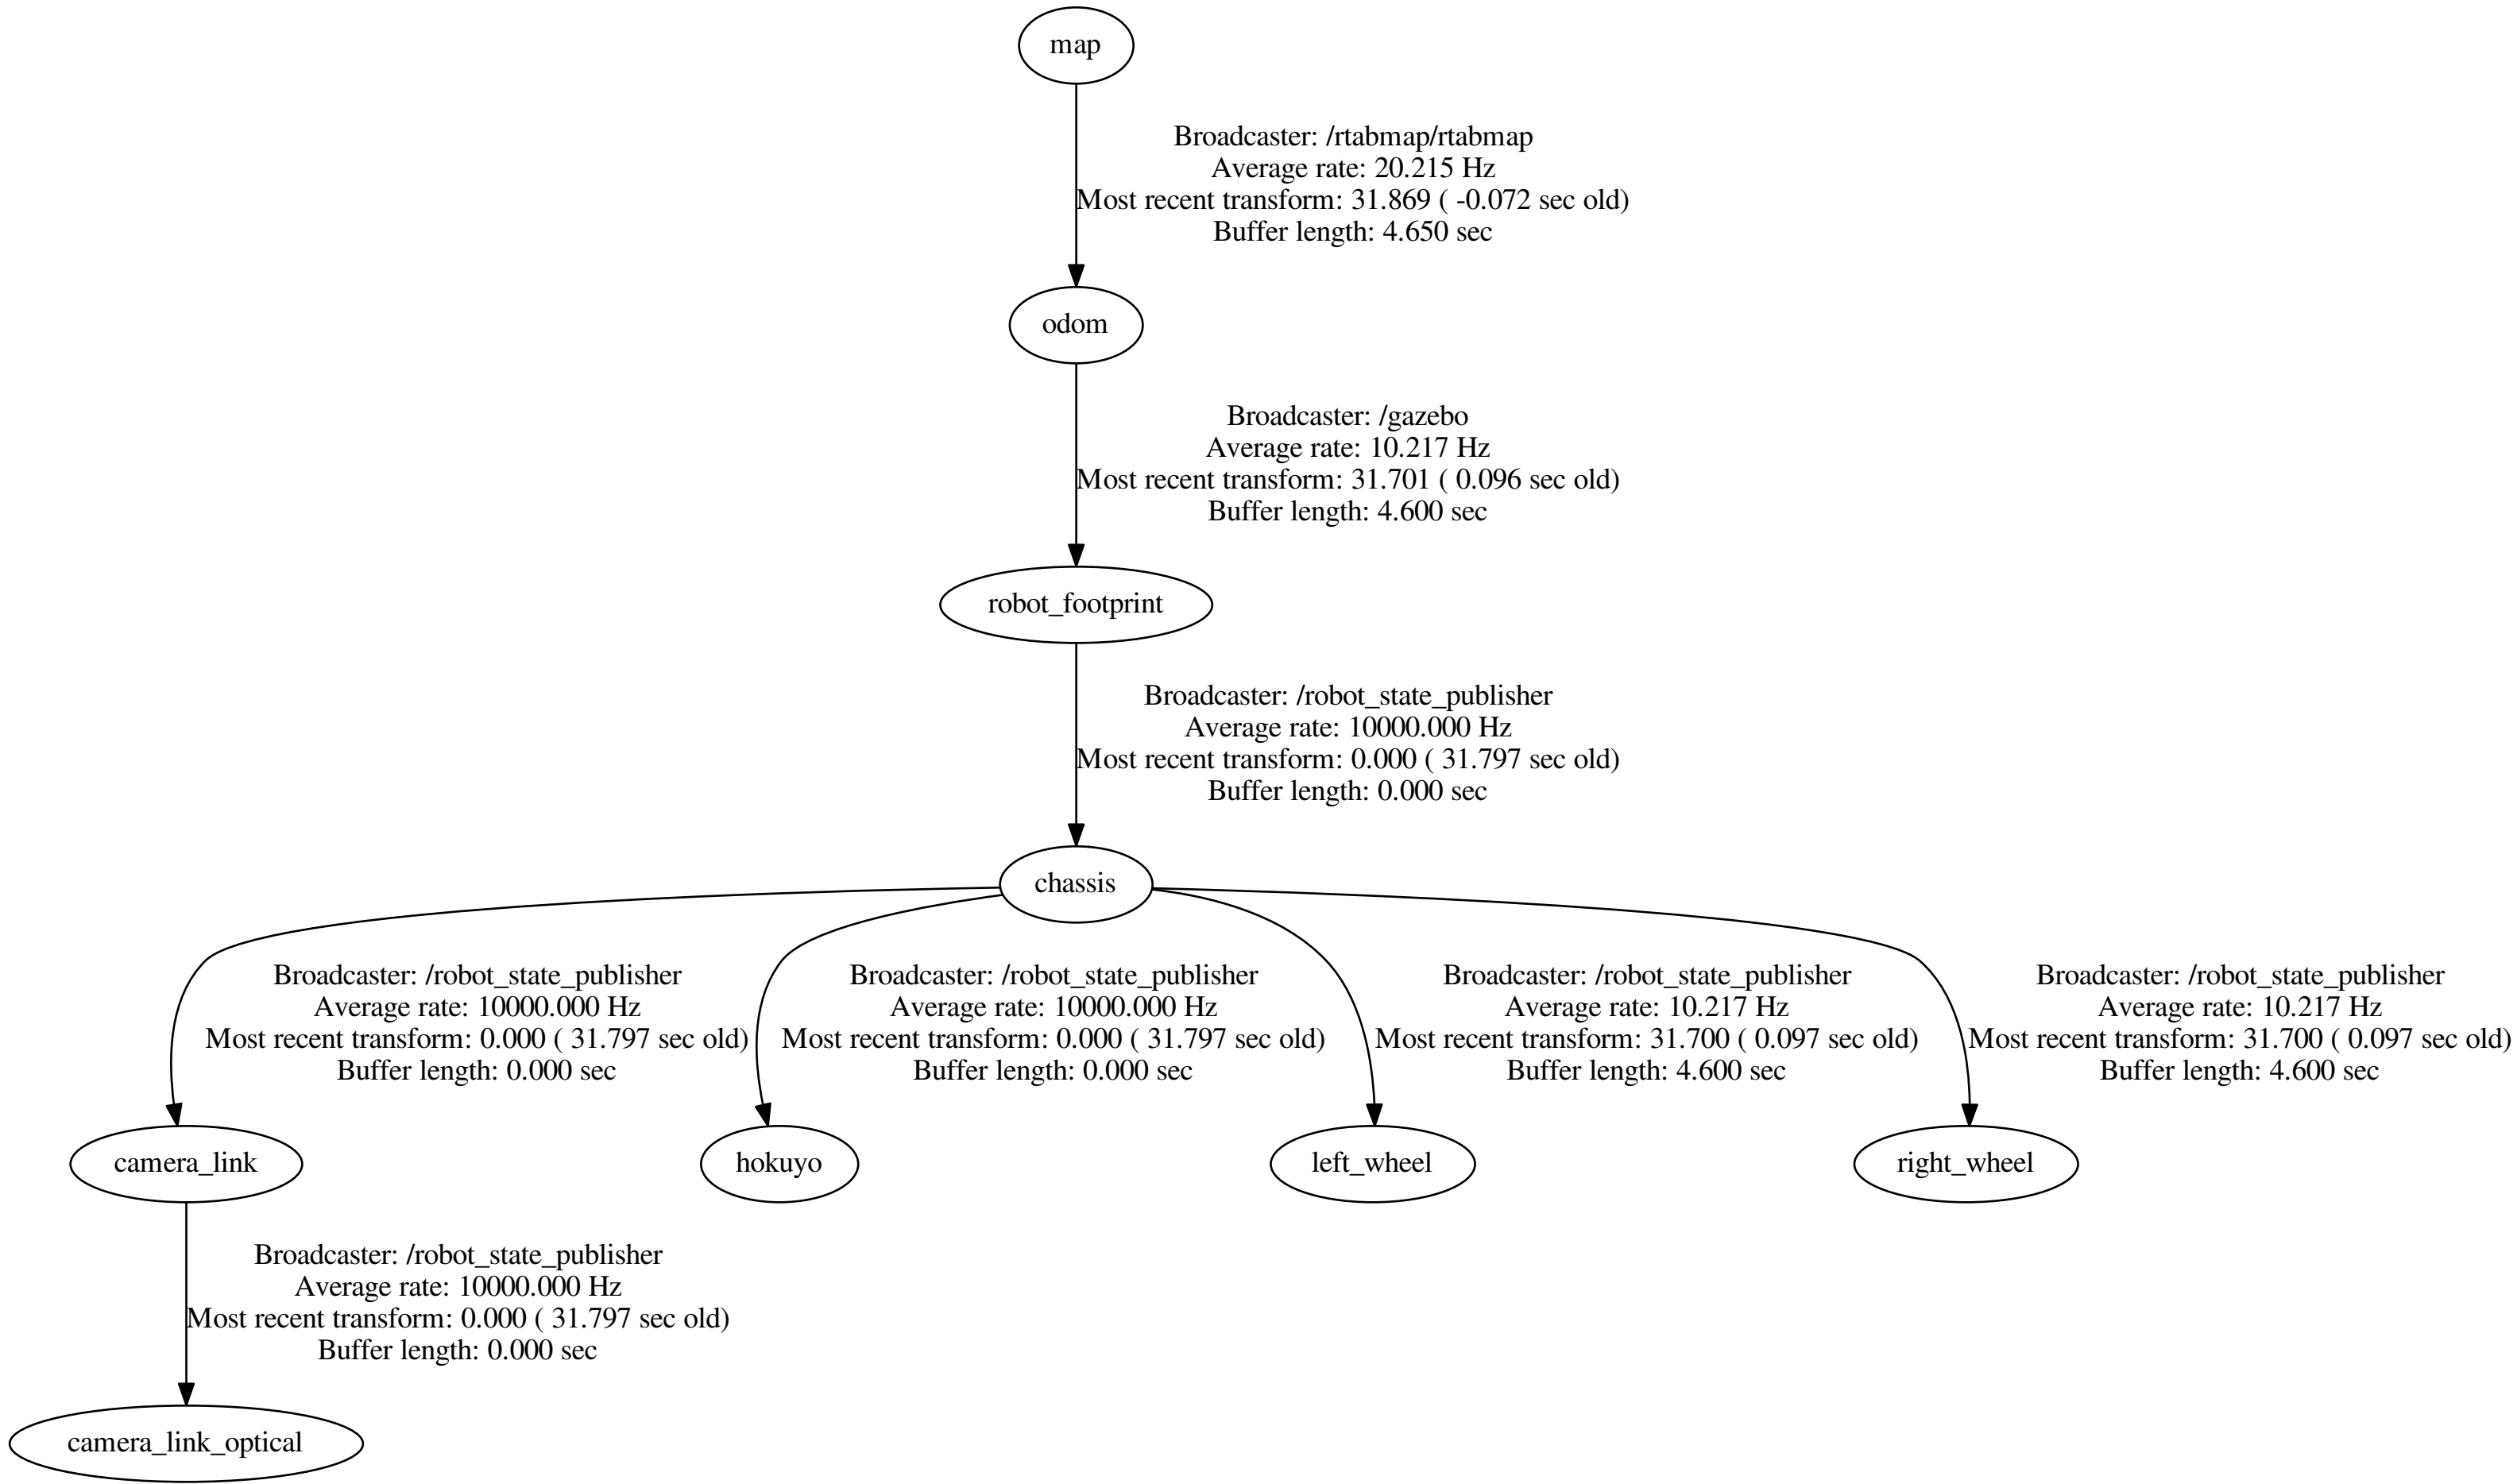 map
Broadcaster: /rtabmap/rtabmap
Average rate: 20.215 Hz
Most recent transform: 31.869 ( -0.072 sec old)
Buffer length: 4.650 sec
odom
Broadcaster: /gazebo
Average rate: 10.217 Hz
Most recent transform: 31.701 ( 0.096 sec old)
Buffer length: 4.600 sec
robot_footprint
Broadcaster: /robot_state_publisher
Average rate: 10000.000 Hz
Most recent transform: 0.000 ( 31.797 sec old)
Buffer length: 0.000 sec
chassis
Broadcaster: /robot_state_publisher
Average rate: 10000.000 Hz
Most recent transform: 0.000 ( 31.797 sec old)
Buffer length: 0.000 sec
Broadcaster: /robot_state_publisher
Average rate: 10000.000 Hz
Most recent transform: 0.000 ( 31.797 sec old)
Buffer length: 0.000 sec
Broadcaster: /robot_state_publisher
Average rate: 10.217 Hz
Most recent transform: 31.700 ( 0.097 sec old)
Buffer length: 4.600 sec
Broadcaster: /robot_state_publisher
Average rate: 10.217 Hz
Most recent transform: 31.700 ( 0.097 sec old)
Buffer length: 4.600 sec
camera_link
hokuyo
left_wheel
right_wheel
Broadcaster: /robot_state_publisher
Average rate: 10000.000 Hz
Most recent transform: 0.000 ( 31.797 sec old)
Buffer length: 0.000 sec
camera_link_optical